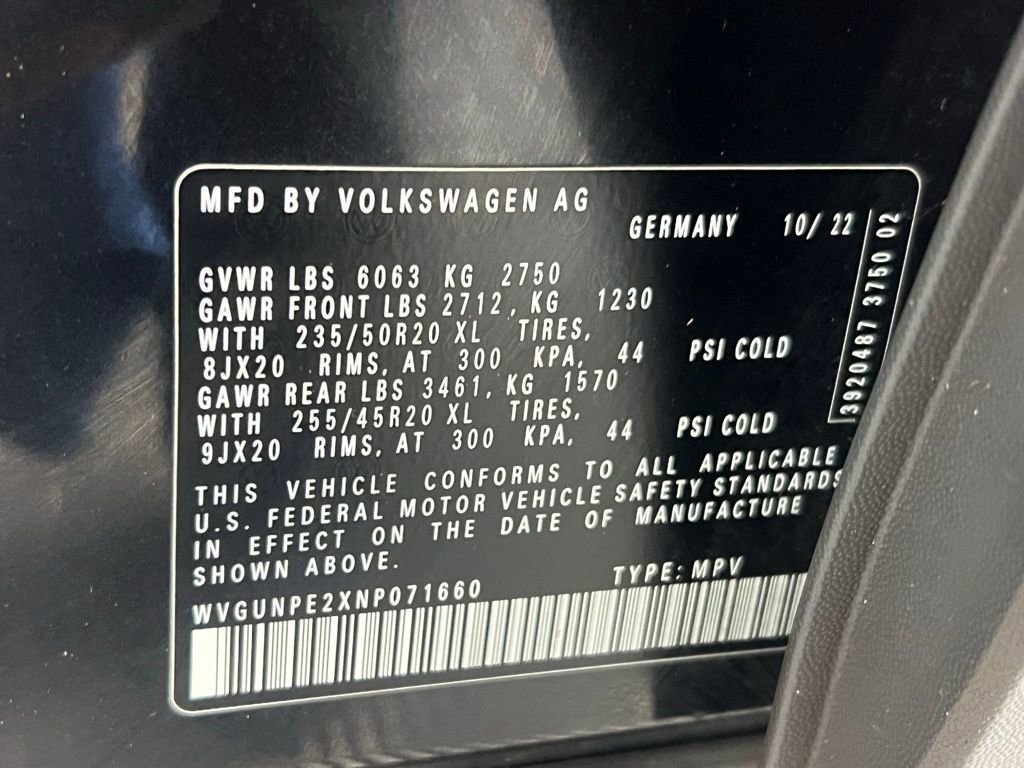 MFD BY VOLKSWAGEN AG
GERMANY 10/ 22
GVWR LBS 6063 KG 2750
GAWR FRONT LBS 2712, KG 1230
WITH 235/50R20 XL TIRES,
8JX20 RIMS, AT 300 KPA, 44 PSI COLD
GAWR REAR LBS 3461, KG 1570
WITH 255/45R20 XL TIRES,
9JX20 RIMS, AT 300 KPA, 44 PSI COLD
THIS VEHICLE CONFORMS TO ALL APPLICABLE
U.S. FEDERAL MOTOR VEHICLE SAFETY STANDARDS
IN EFFECT ON THE DATE OF MANUFACTURE
SHOWN ABOVE.
WVGUNPE2XNP071660 TYPE: MPV
3920487 3750 02